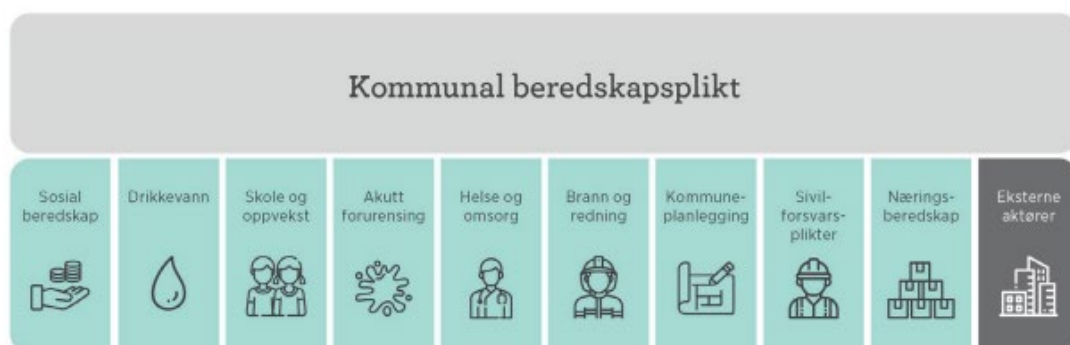 Kommunal beredskapsplikt
Sosial
beredskap
Drikkevann
Skole og
oppvekst
Akutt
forurensing
Helse og
omsorg
Brann og
redning
Kommune-
planlegging
Sivil-
forsvars-
plikter
Nærings-
beredskap
Eksterne
aktører